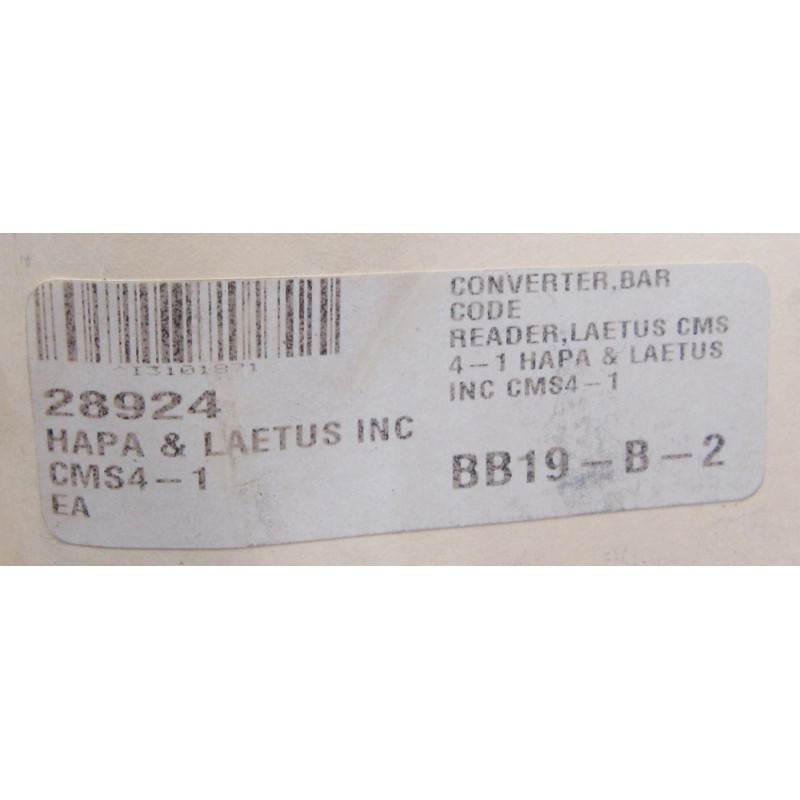 ^I3101871
28924
HAPA & LAETUS INC
CMS4-1
EA
CONVERTER,BAR
CODE
READER,LAETUS CMS
4-1 HAPA & LAETUS
INC CMS4-1
BB19-B-2